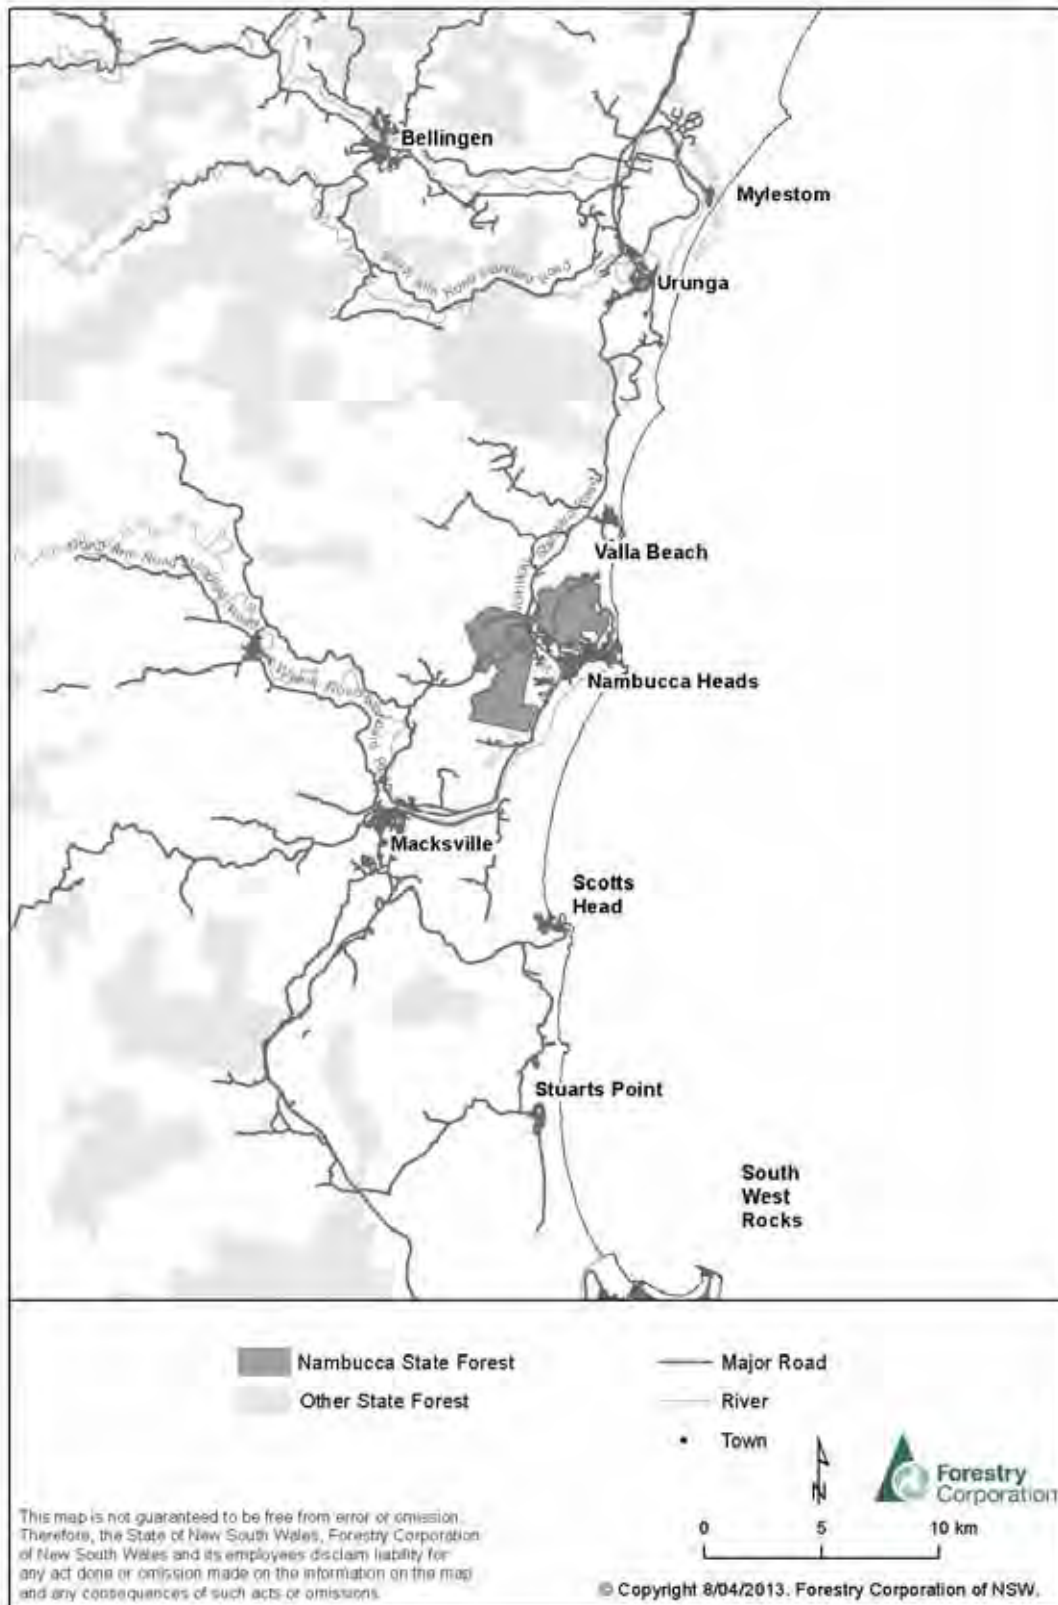 Bellingen
Mylestom
Urunga
Valla Beach
Nambucca Heads
Macksville
Scotts
Head
Stuarts Point
South
West
Rocks
Nambucca State Forest
Other State Forest
Major Road
River
Town
N
Forestry
Corporation
0 5 10 km
This map is not guaranteed to be free from error or omission.
Therefore, the State of New South Wales, Forestry Corporation
of New South Wales and its employees disclaim liability for
any act done or omission made on the information on the map
and any consequences of such acts or omissions.
© Copyright 8/04/2013. Forestry Corporation of NSW.